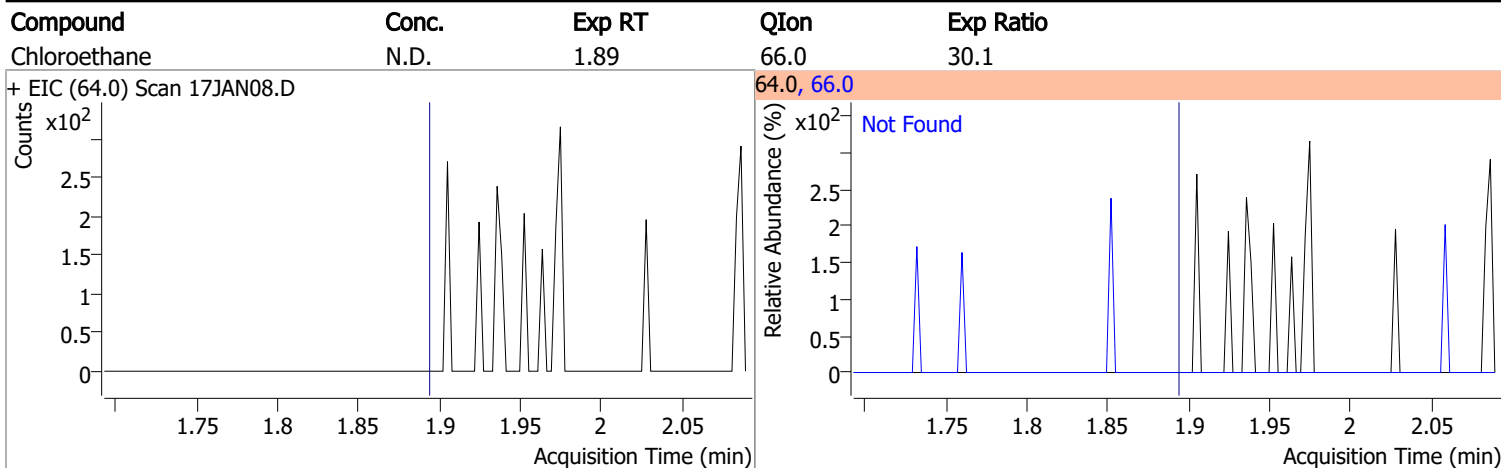 Compound Conc. Exp RT QIon Exp Ratio
Chloroethane N.D. 1.89 66.0 30.1
+ EIC (64.0) Scan 17JAN08.D
Counts
x10²
2.5
2
1.5
1
0.5
0
1.75 1.8 1.85 1.9 1.95 2 2.05
Acquisition Time (min)
64.0, 66.0
Relative Abundance (%)
x10²
Not Found
2.5
2
1.5
1
0.5
0
1.75 1.8 1.85 1.9 1.95 2 2.05
Acquisition Time (min)